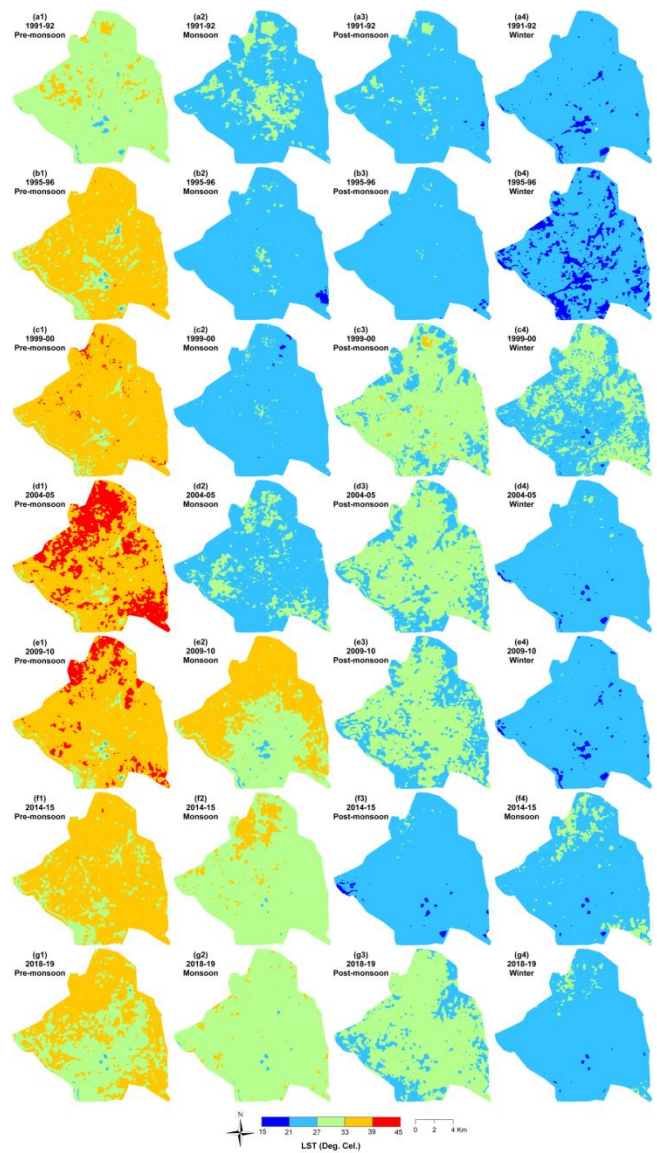 (a1)
1991-92
Pre-monsoon
(a2)
1991-92
Monsoon
(a3)
1991-92
Post-monsoon
(a4)
1991-92
Winter
(b1)
1995-96
Pre-monsoon
(b2)
1995-96
Monsoon
(b3)
1995-96
Post-monsoon
(b4)
1995-96
Winter
(c1)
1999-00
Pre-monsoon
(c2)
1999-00
Monsoon
(c3)
1999-00
Post-monsoon
(c4)
1999-00
Winter
(d1)
2004-05
Pre-monsoon
(d2)
2004-05
Monsoon
(d3)
2004-05
Post-monsoon
(d4)
2004-05
Winter
(e1)
2009-10
Pre-monsoon
(e2)
2009-10
Monsoon
(e3)
2009-10
Post-monsoon
(e4)
2009-10
Winter
(f1)
2014-15
Pre-monsoon
(f2)
2014-15
Monsoon
(f3)
2014-15
Post-monsoon
(f4)
2014-15
Monsoon
(g1)
2018-19
Pre-monsoon
(g2)
2018-19
Monsoon
(g3)
2018-19
Post-monsoon
(g4)
2018-19
Winter
N
15 21 27 33 39 45
0 2 4 Km
LST (Deg. Cel.)